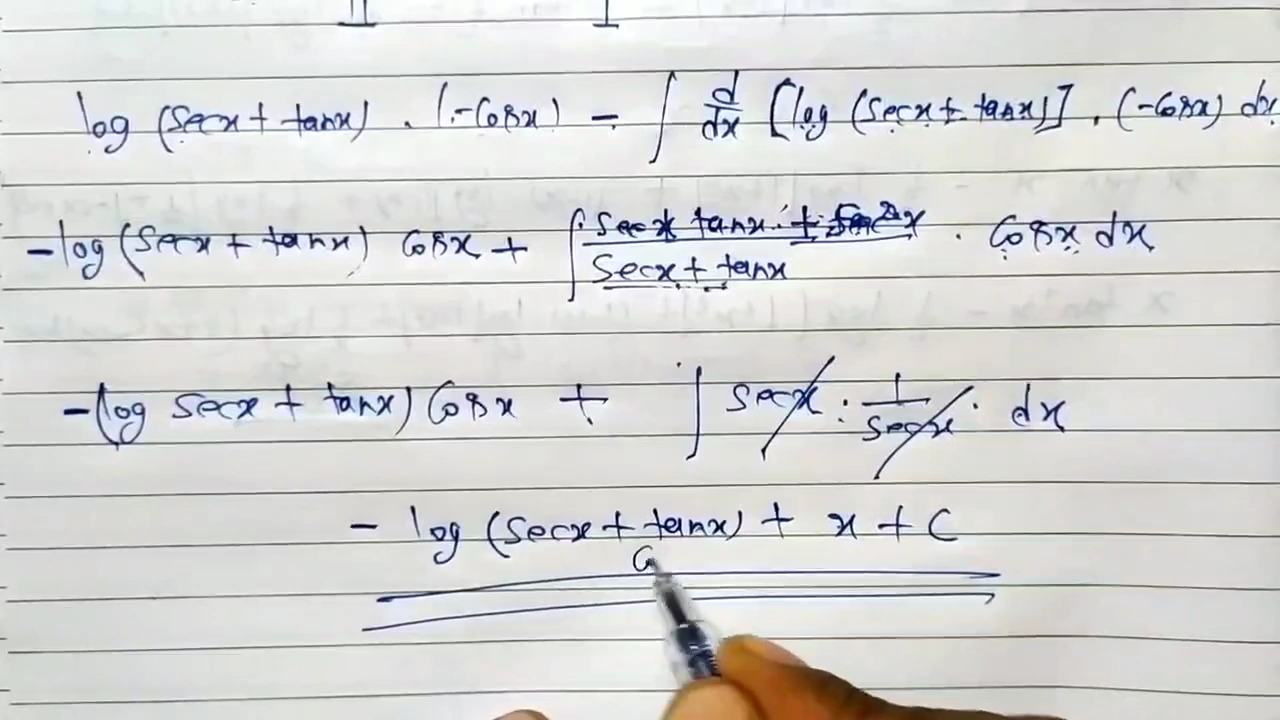 II I
log (secx + tanx) . (-cosx) - ∫ d/dx [log (secx + tanx)] . (-cosx) dx
-log (secx + tanx) cosx + ∫ secx tanx + sec²x / secx + tanx . cosx dx
-(log secx + tanx) cosx + ∫ secx . 1/secx . dx
- log (secx + tanx) + x + C